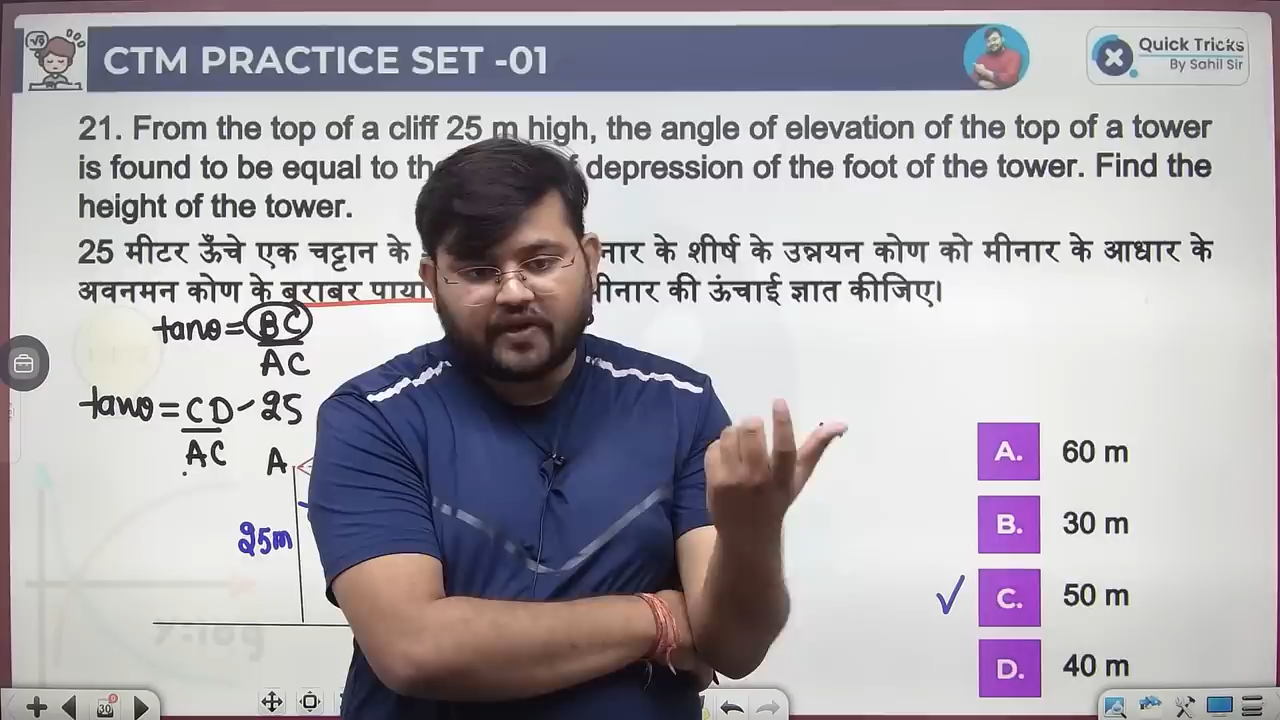 CTM PRACTICE SET -01
Quick Tricks
By Sahil Sir
21. From the top of a cliff 25 m high, the angle of elevation of the top of a tower
is found to be equal to the depression of the foot of the tower. Find the
height of the tower.
25 मीटर ऊँचे एक चट्टान के मीनार के शीर्ष के उन्नयन कोण को मीनार के आधार के
अवनमन कोण के बराबर पाया मीनार की ऊंचाई ज्ञात कीजिए।
tanθ = BC
AC
tanθ = CD - 25
AC
A
25m
A. 60 m
B. 30 m
C. 50 m
D. 40 m
30